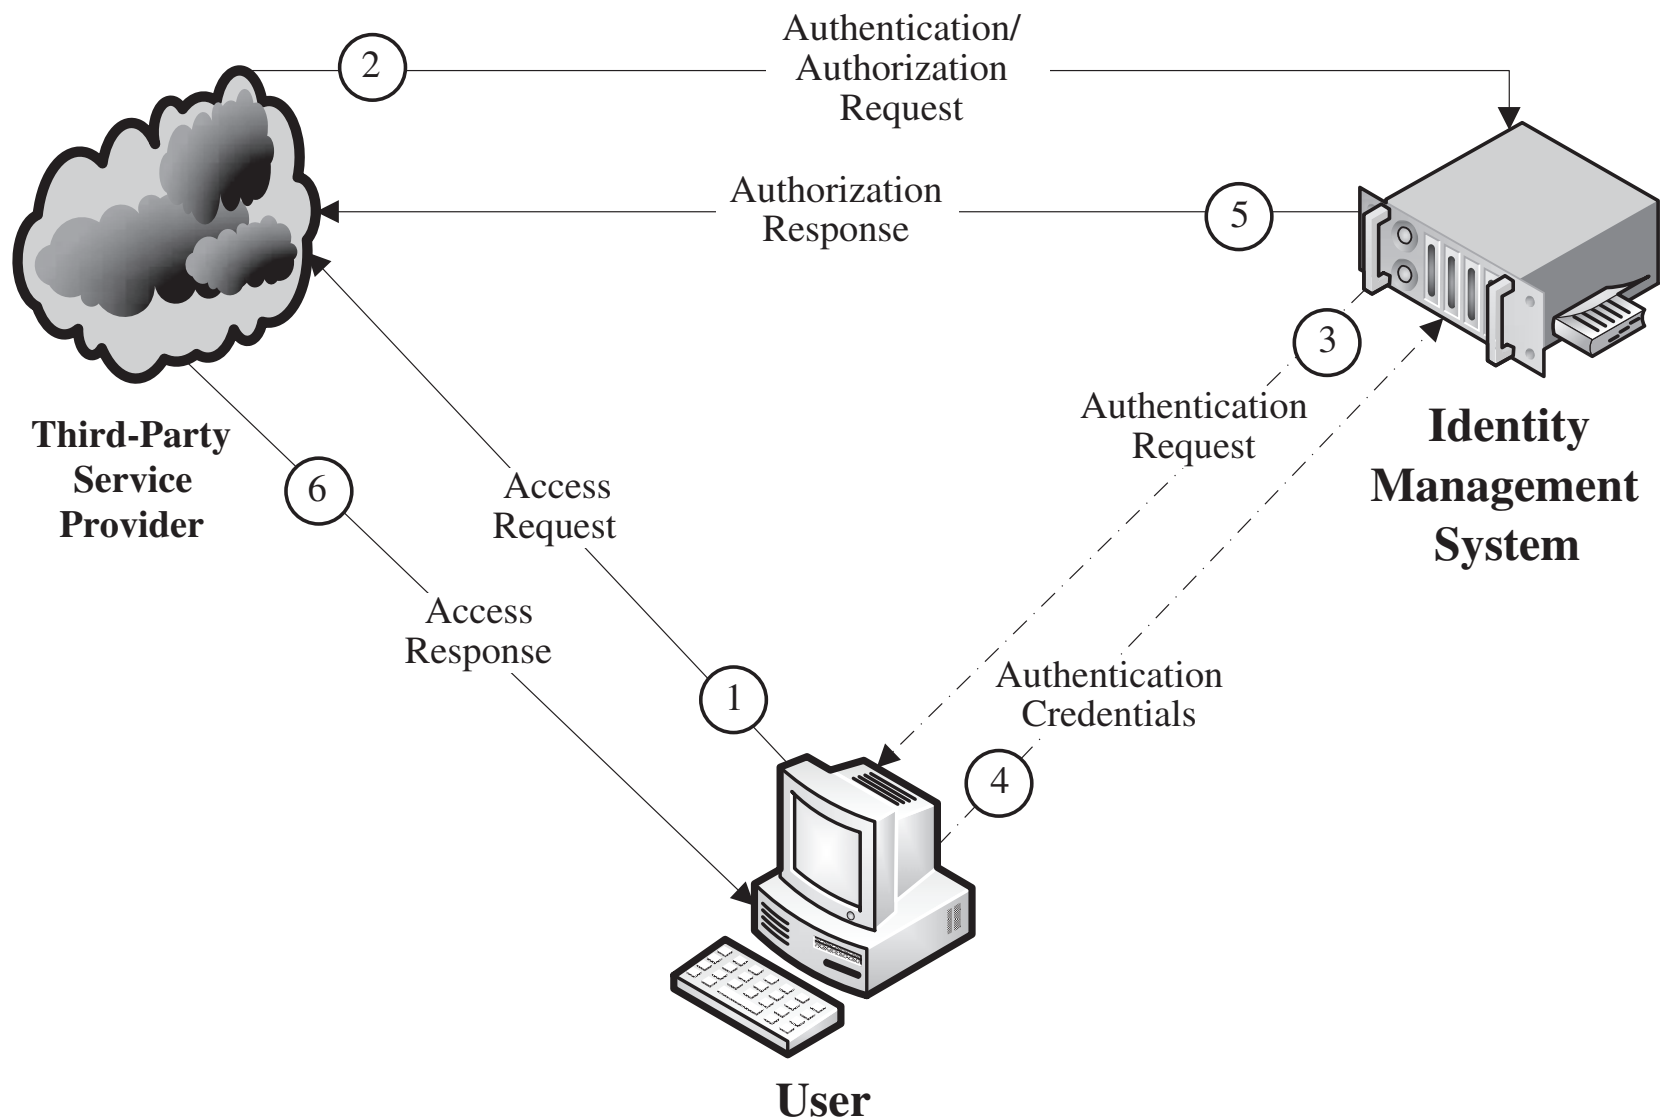 2
Authentication/
Authorization
Request
Authorization
Response
5
3
Authentication
Request
Third-Party
Service
Provider
Identity
Management
System
6
Access
Request
Access
Response
1
Authentication
Credentials
4
User